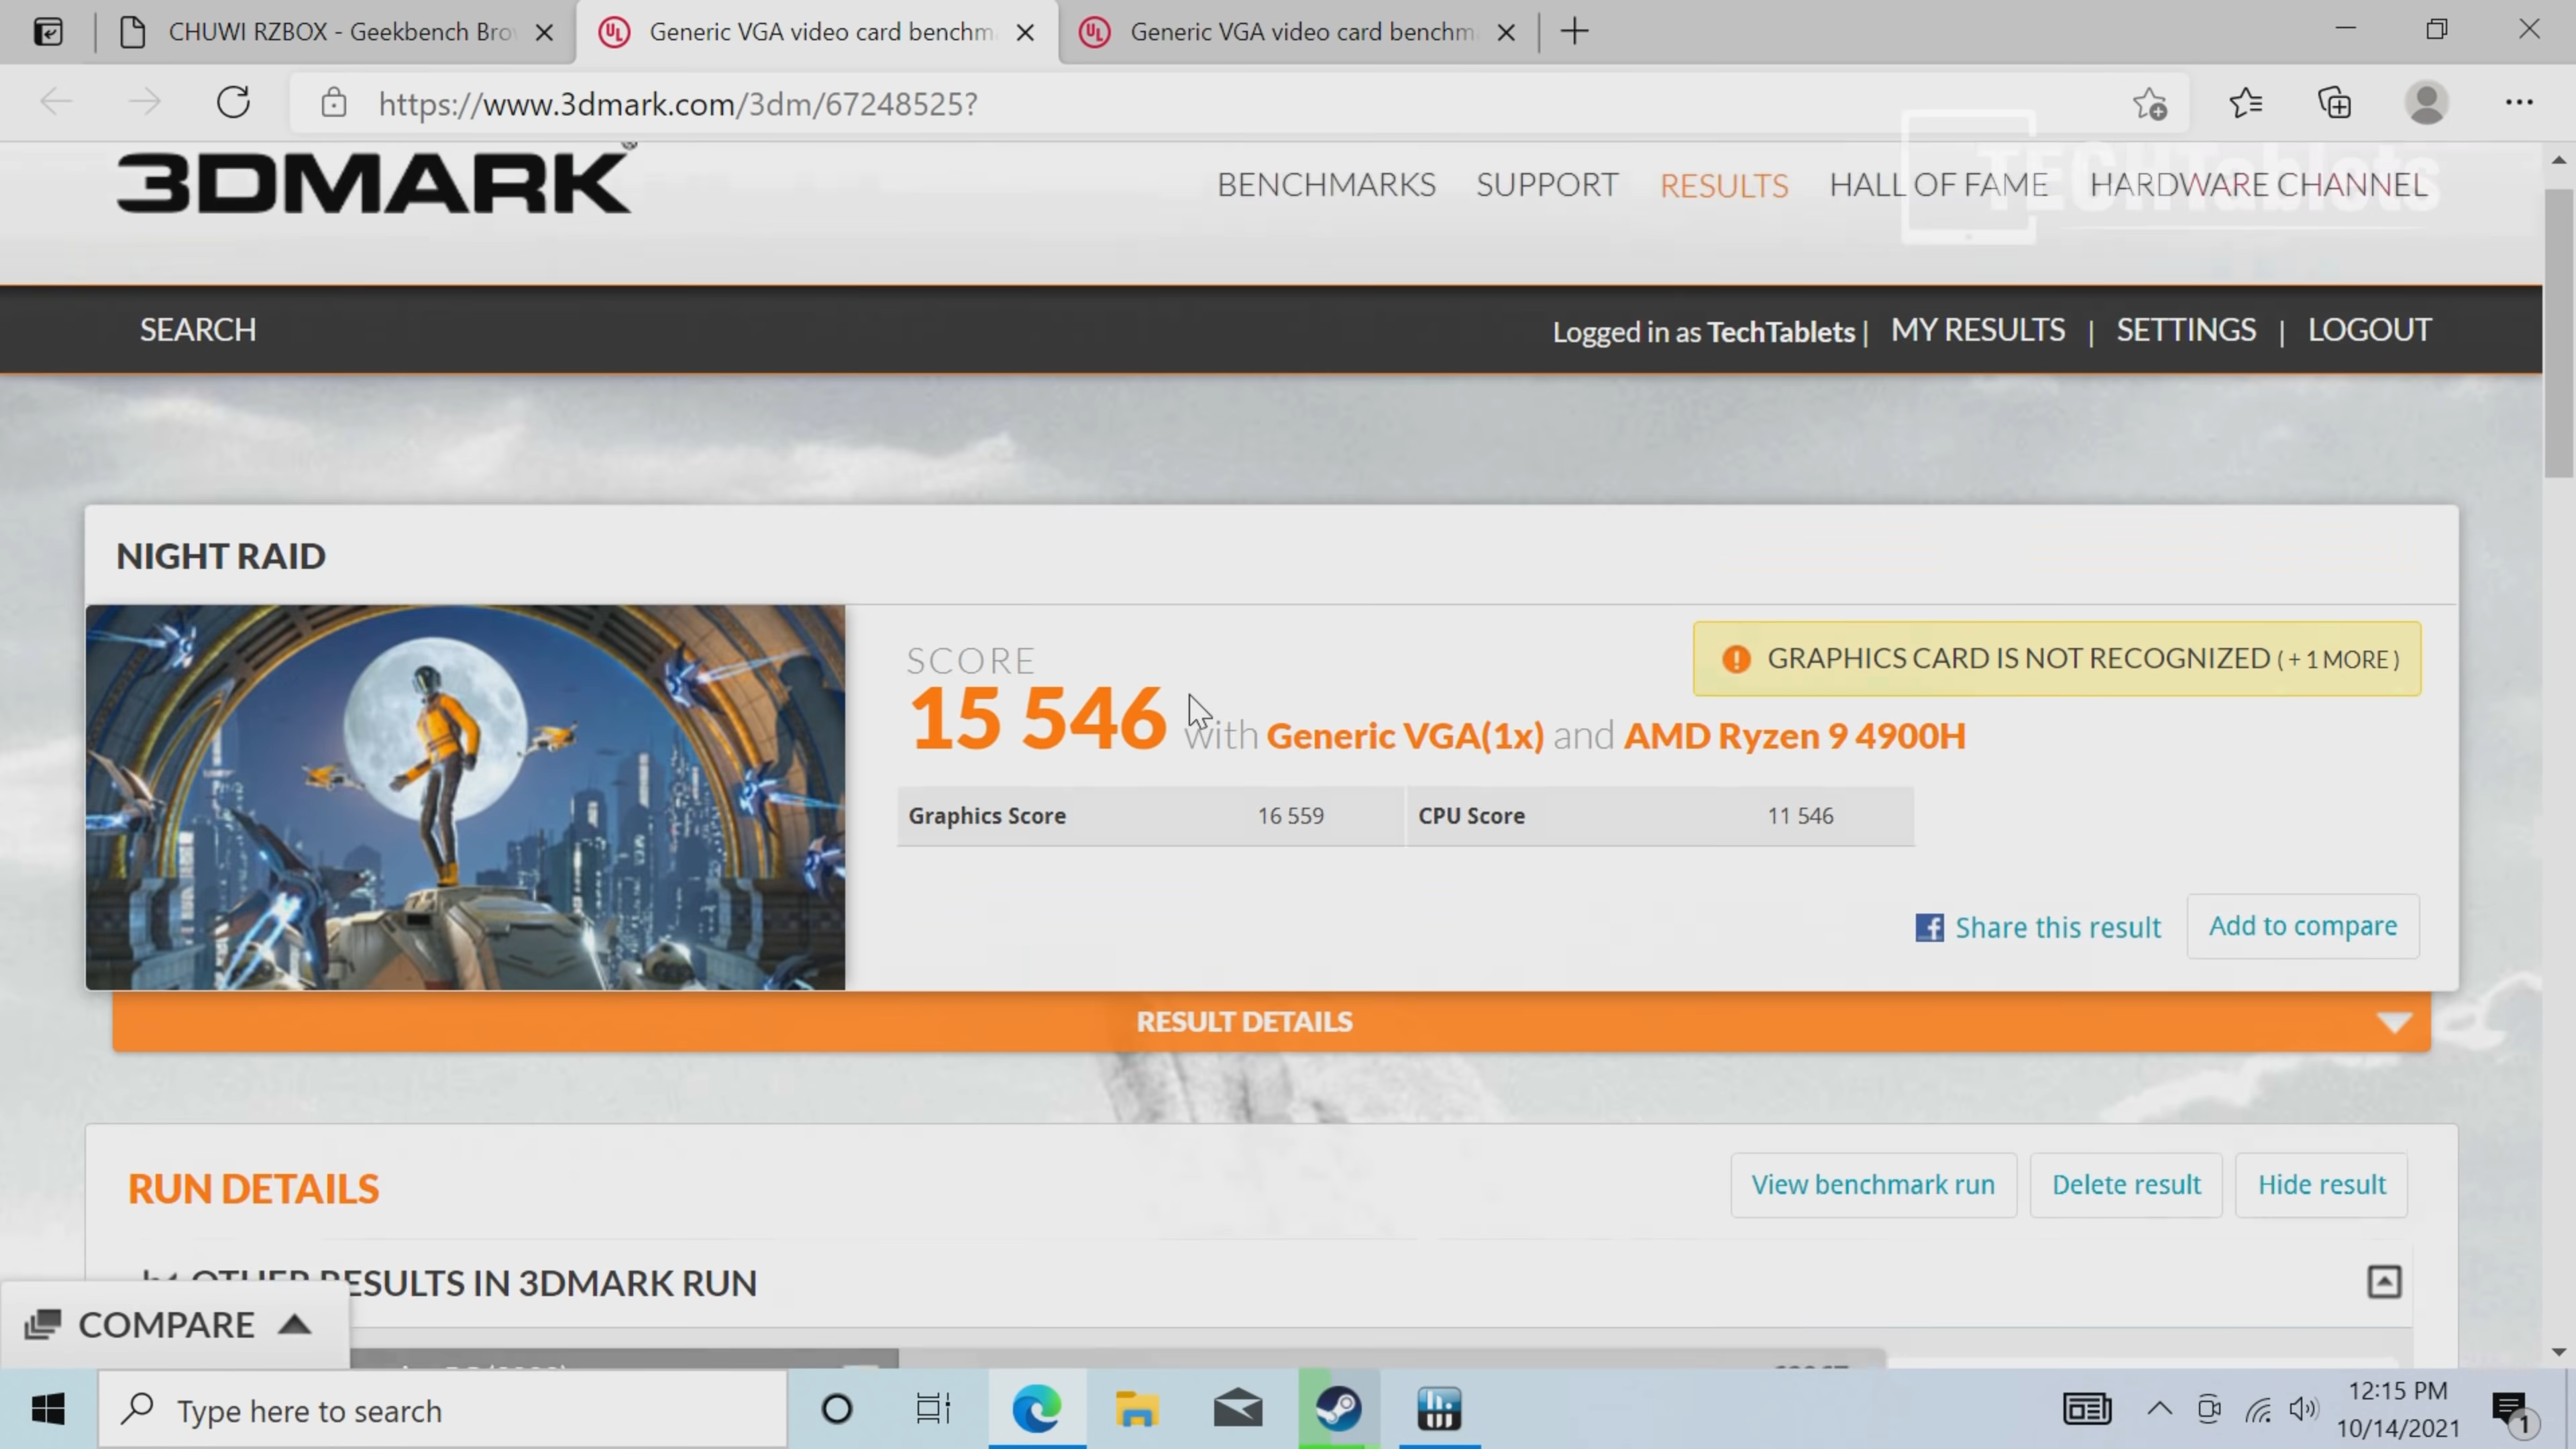 CHUWI RZBOX - Geekbench Bro
Generic VGA video card benchm
Generic VGA video card benchm
https://www.3dmark.com/3dm/67248525?
3DMARK
BENCHMARKS
SUPPORT
RESULTS
HALL OF FAME
HARDWARE CHANNEL
TECHTablets
SEARCH
Logged in as TechTablets | MY RESULTS | SETTINGS | LOGOUT
NIGHT RAID
SCORE
GRAPHICS CARD IS NOT RECOGNIZED ( + 1 MORE )
15 546 with Generic VGA(1x) and AMD Ryzen 9 4900H
Graphics Score 16 559 CPU Score 11 546
Share this result
Add to compare
RESULT DETAILS
RUN DETAILS
View benchmark run
Delete result
Hide result
OTHER RESULTS IN 3DMARK RUN
COMPARE
Type here to search
12:15 PM
10/14/2021
1